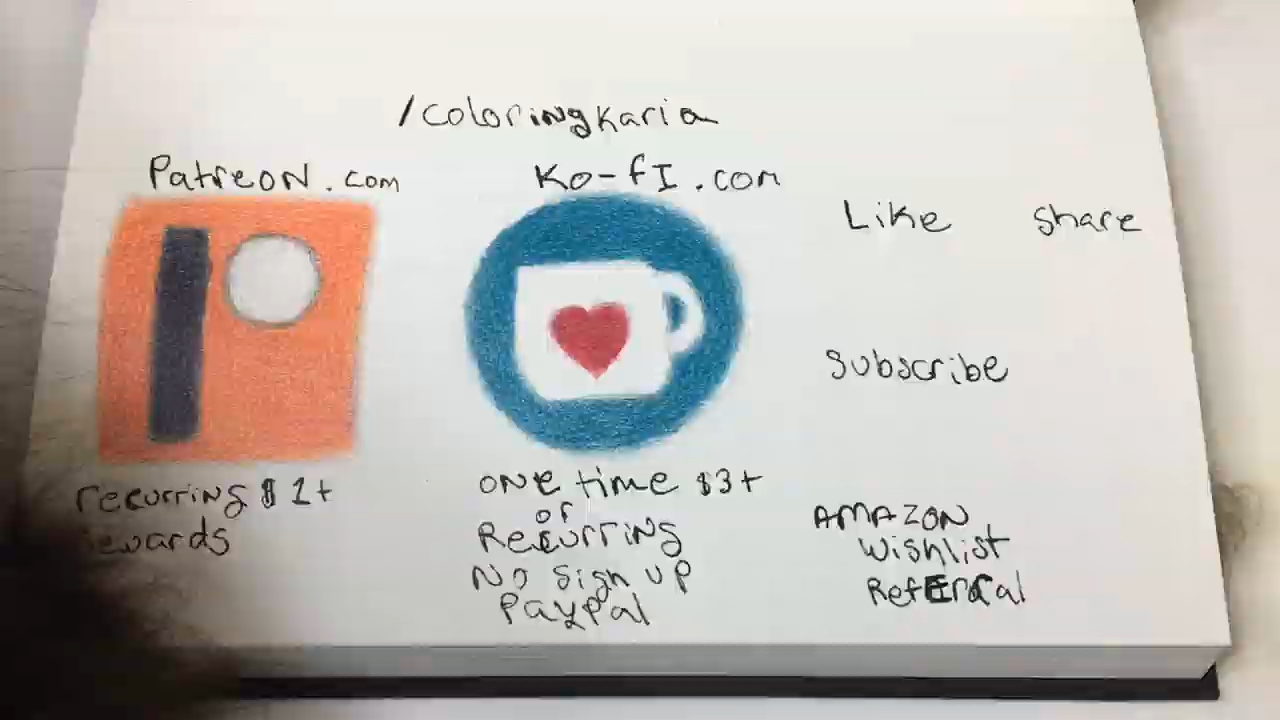 /coloringkaria
Patreon.com
Ko-fI.com
Like share
subscribe
recurring $1+
rewards
one time $3+
or
Recurring
No sign up
Paypal
AMAZON
Wishlist
Referral